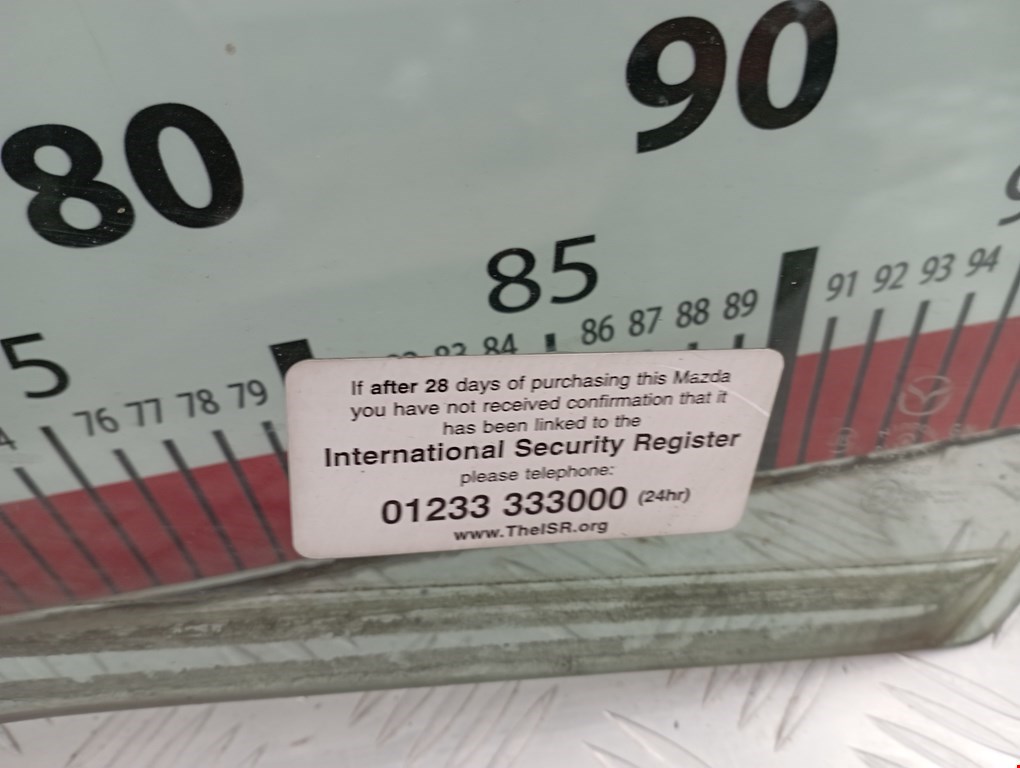 90
80
85
5
91 92 93 94
86 87 88 89
84
76 77 78 79
If after 28 days of purchasing this Mazda
you have not received confirmation that it
has been linked to the
International Security Register
please telephone:
01233 333000 (24hr)
www.TheISR.org